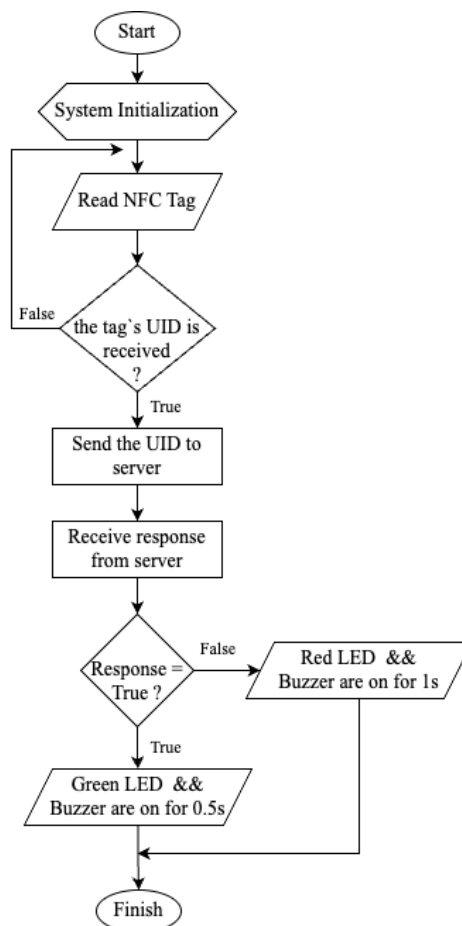 Start
System Initialization
Read NFC Tag
False
the tag`s UID is
received
?
True
Send the UID to
server
Receive response
from server
False
Response =
True ?
Red LED &&
Buzzer are on for 1s
True
Green LED &&
Buzzer are on for 0.5s
Finish